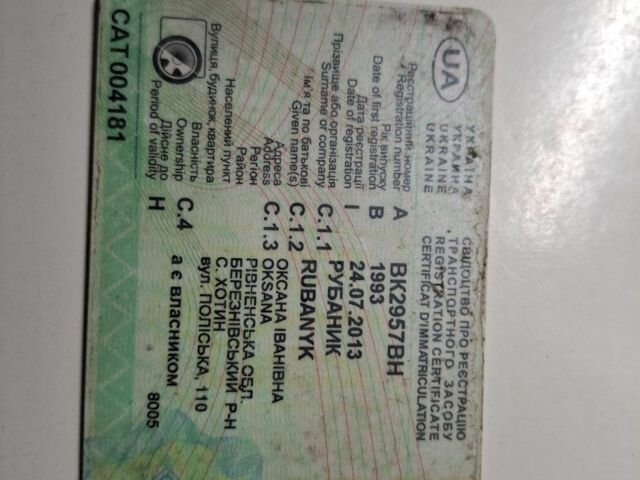 UA
УКРАЇНА
УКРАИНА
UKRAINE
UKRAINE
СВІДОЦТВО ПРО РЕЄСТРАЦІЮ
ТРАНСПОРТНОГО ЗАСОБУ
REGISTRATION CERTIFICATE
CERTIFICAT D'IMMATRICULATION
Реєстраційний номер
Registration number A BK2957BH
Рік випуску
Date of first registration B 1993
Дата реєстрації
Date of registration I 24.07.2013
Прізвище або організація
Surname or company C.1.1 РУБАНИК
RUBANYK
Ім'я та по батькові
Given name(s) C.1.2 ОКСАНА ІВАНІВНА
OKSANA
Адреса
Address C.1.3
Регіон РІВНЕНСЬКА ОБЛ.
Район БЕРЕЗНІВСЬКИЙ Р-Н
Населений пункт С. ХОТИН
Вулиця, будинок, квартира вул. ПОЛІСЬКА, 110
Власність
Ownership C.4 а є власником
Дійсне до
Period of validity H
8005
CAT 004181